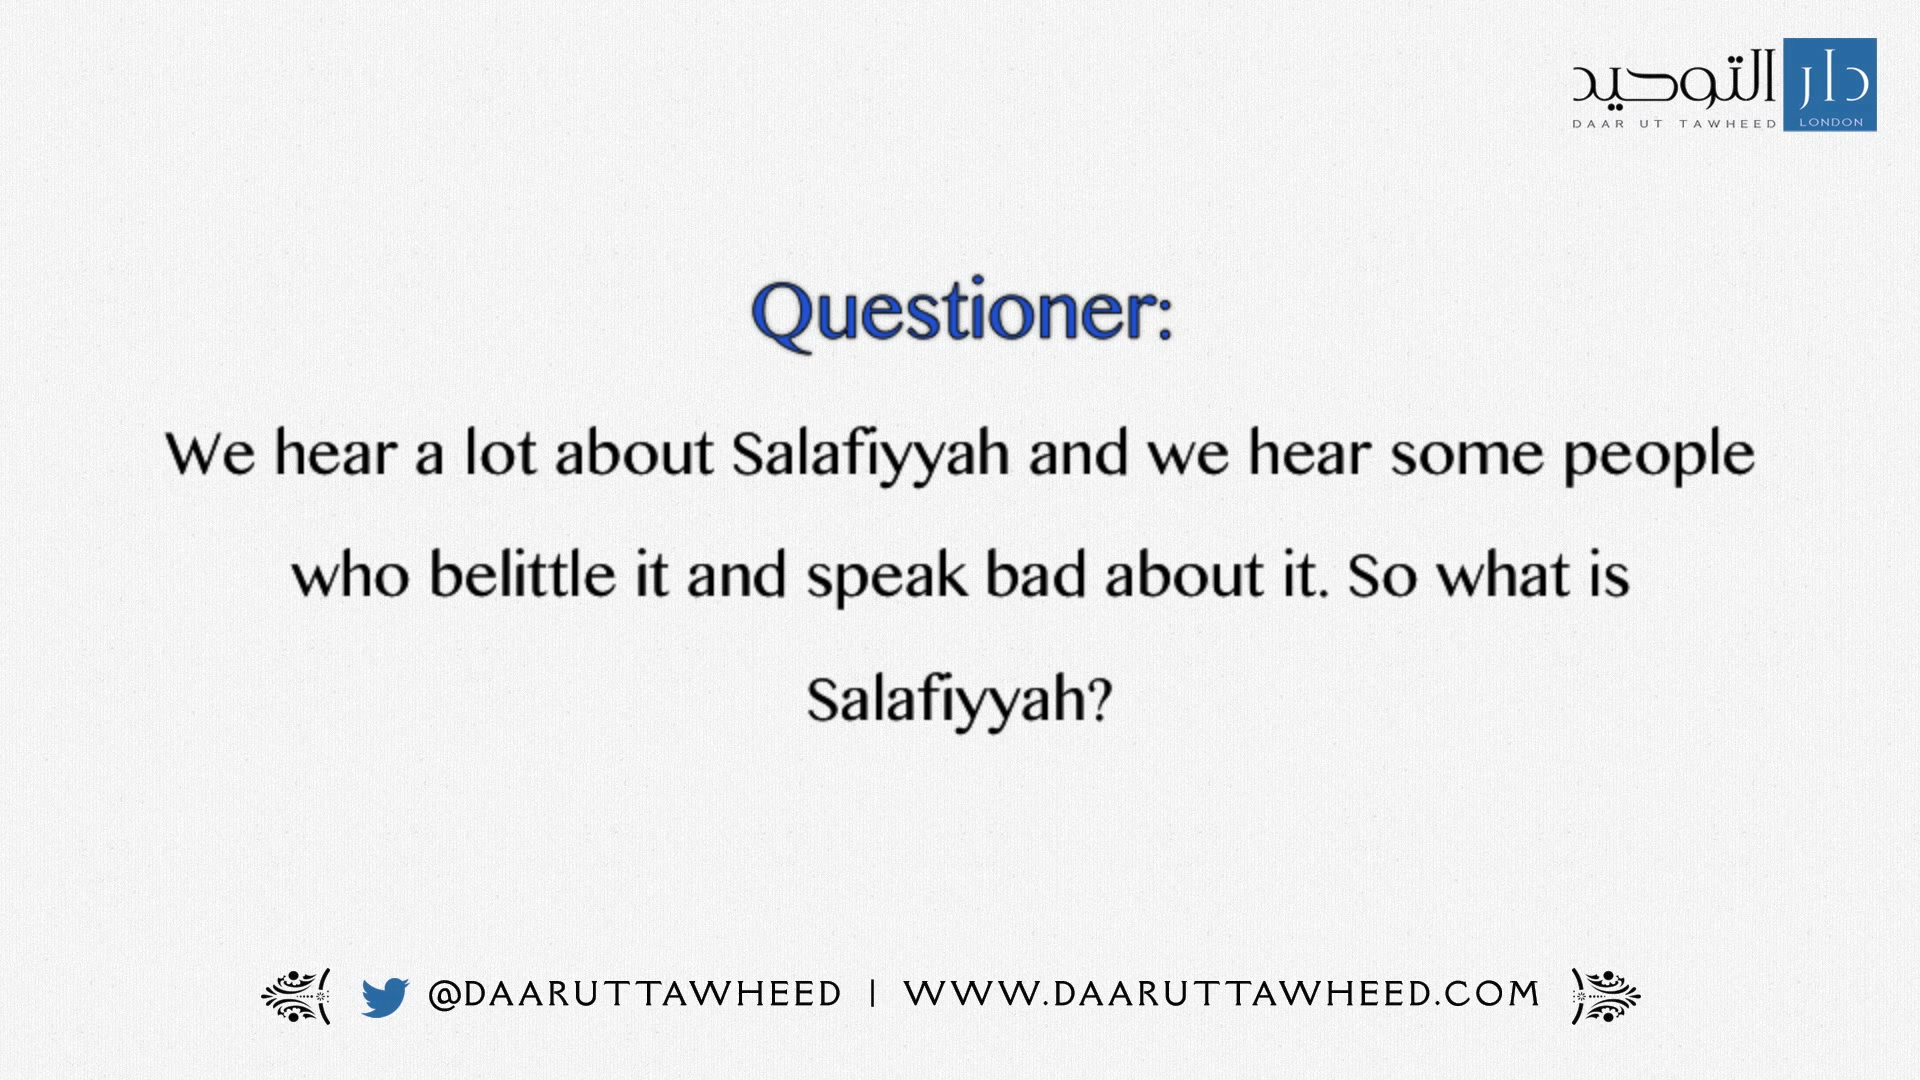 التوحيد دار
DAAR UT TAWHEED LONDON
Questioner:
We hear a lot about Salafiyyah and we hear some people
who belittle it and speak bad about it. So what is
Salafiyyah?
@DAARUTTAWHEED | WWW.DAARUTTAWHEED.COM